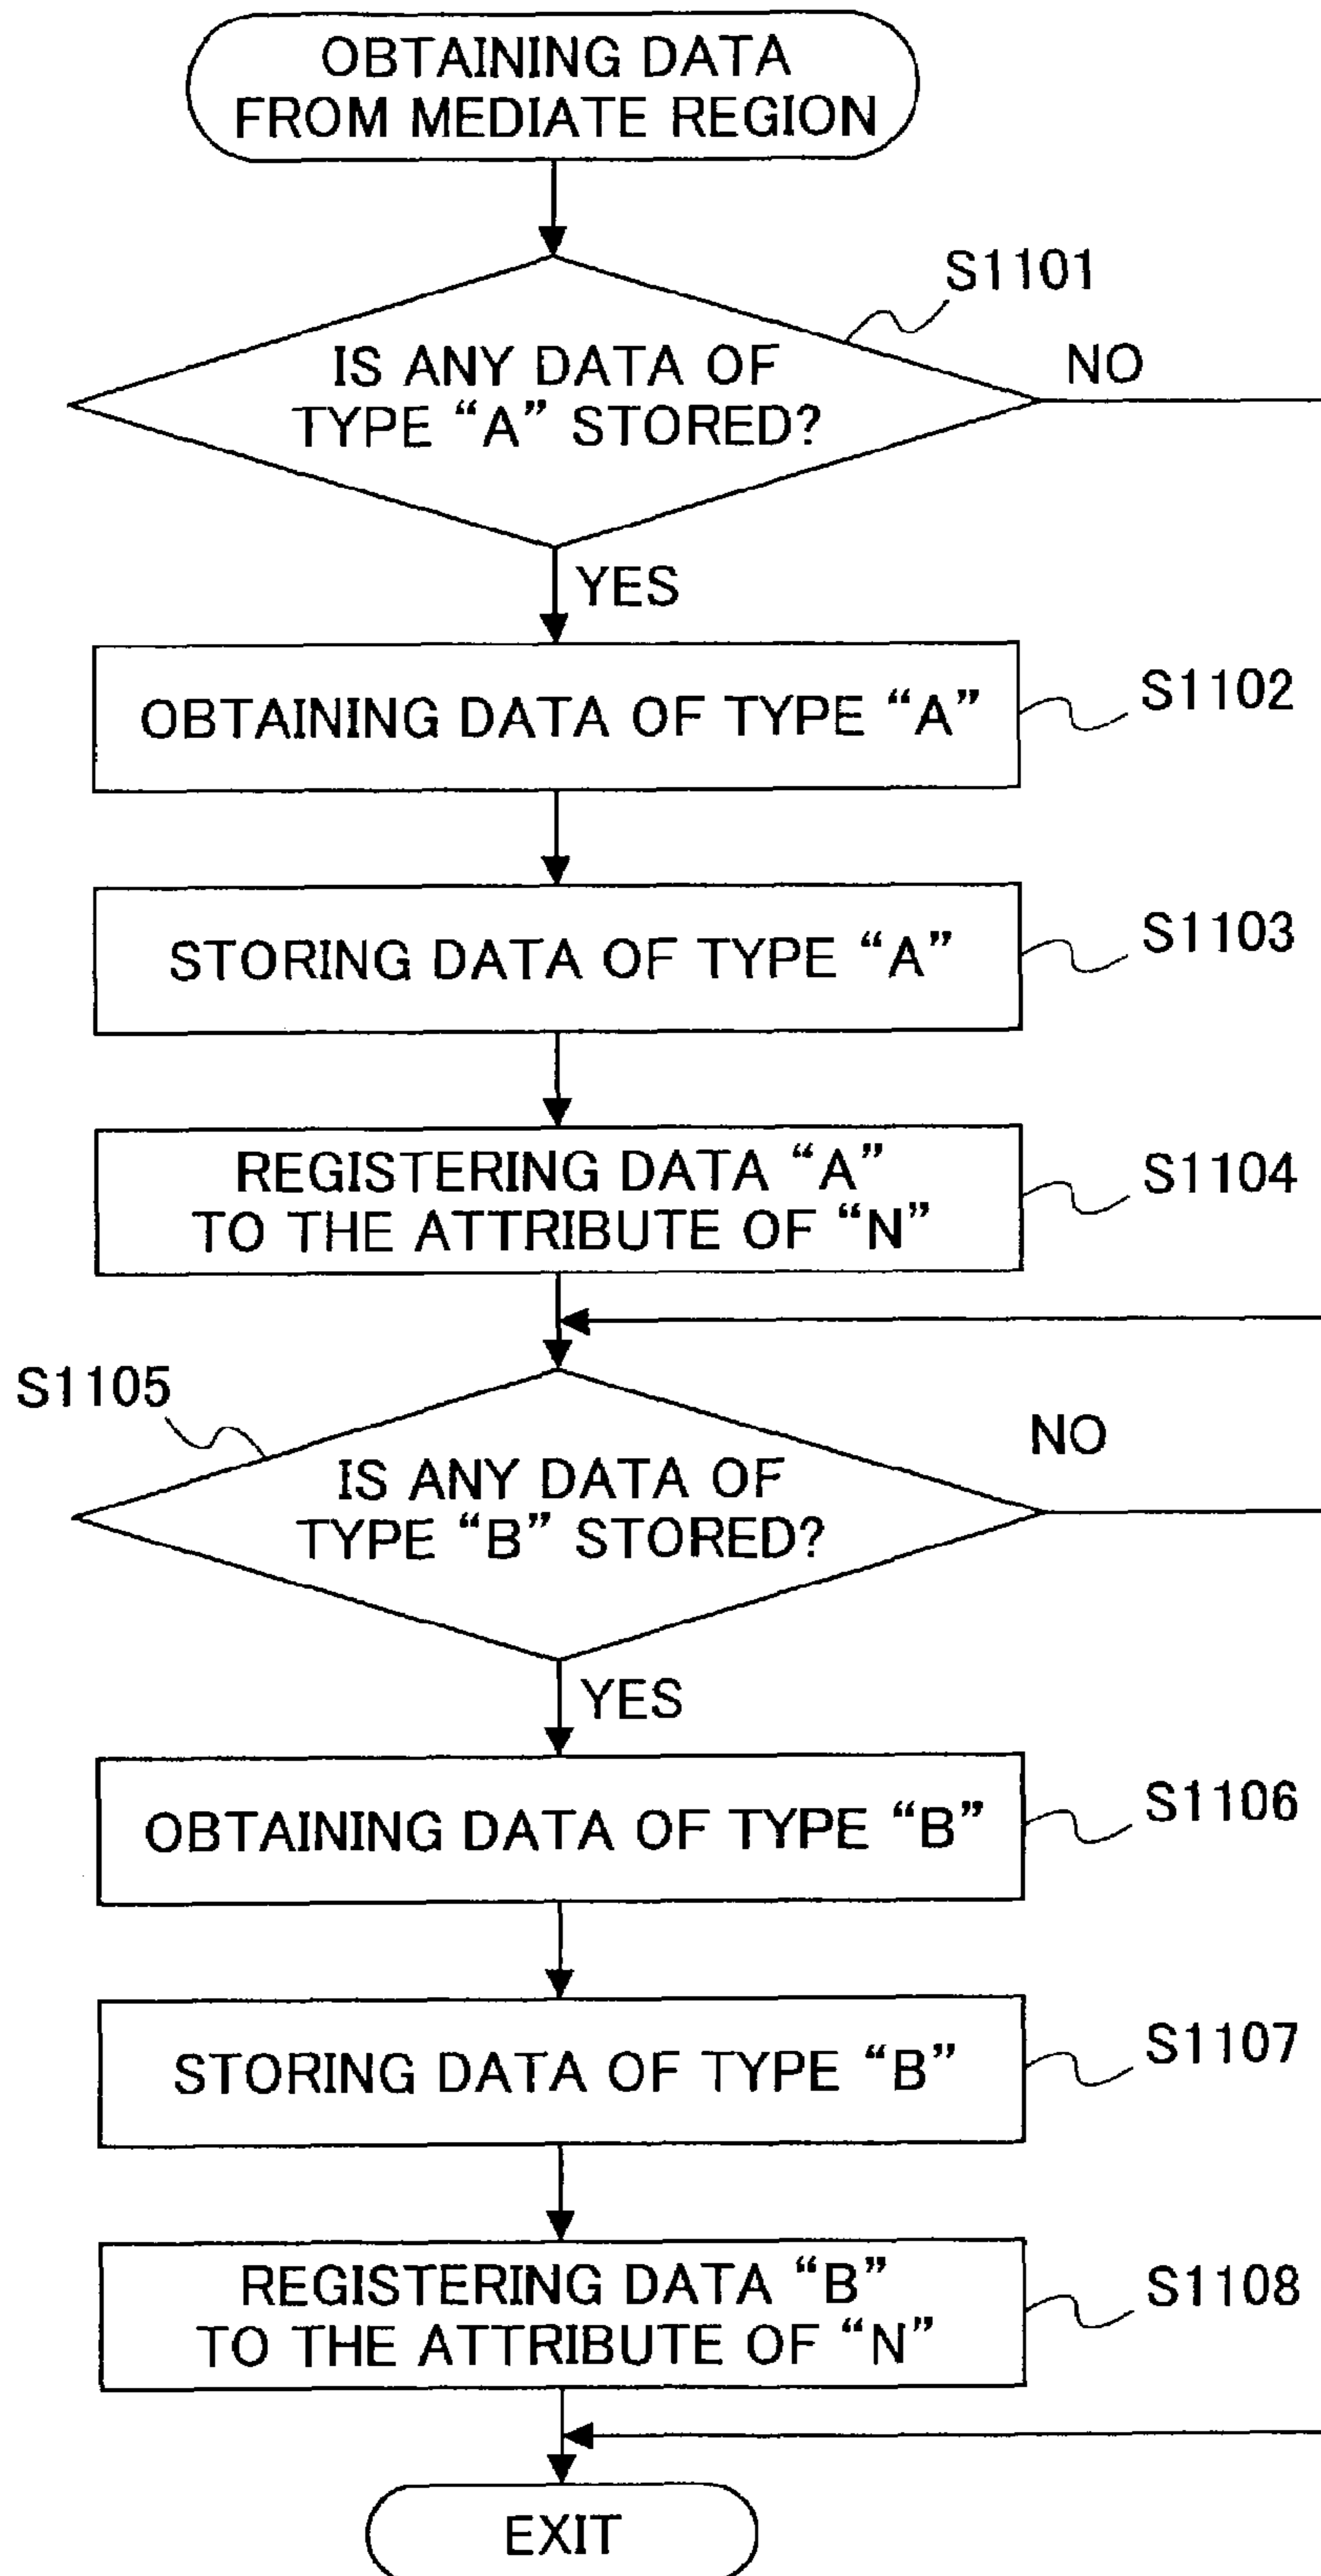 OBTAINING DATA
FROM MEDIATE REGION
S1101
IS ANY DATA OF
TYPE “A” STORED?
NO
YES
OBTAINING DATA OF TYPE “A”
S1102
STORING DATA OF TYPE “A”
S1103
REGISTERING DATA “A”
TO THE ATTRIBUTE OF “N”
S1104
S1105
IS ANY DATA OF
TYPE “B” STORED?
NO
YES
OBTAINING DATA OF TYPE “B”
S1106
STORING DATA OF TYPE “B”
S1107
REGISTERING DATA “B”
TO THE ATTRIBUTE OF “N”
S1108
EXIT